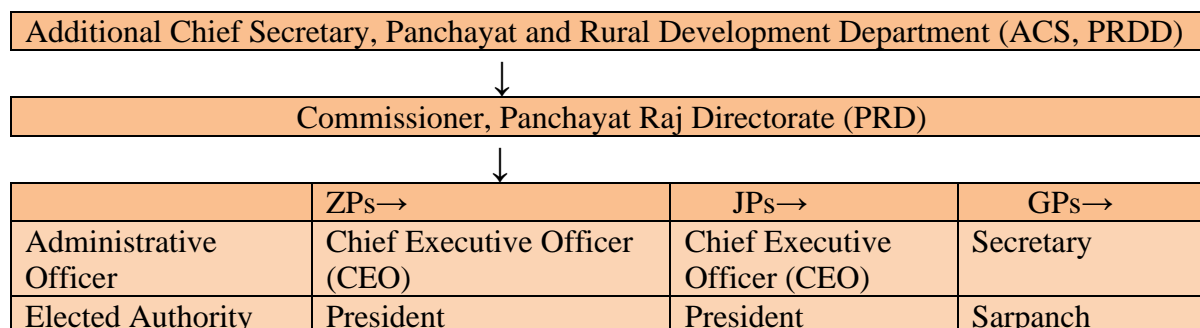 Additional Chief Secretary, Panchayat and Rural Development Department (ACS, PRDD)
↓
Commissioner, Panchayat Raj Directorate (PRD)
↓
ZPs→ JPs→ GPs→
Administrative Officer Chief Executive Officer (CEO) Chief Executive Officer (CEO) Secretary
Elected Authority President President Sarpanch